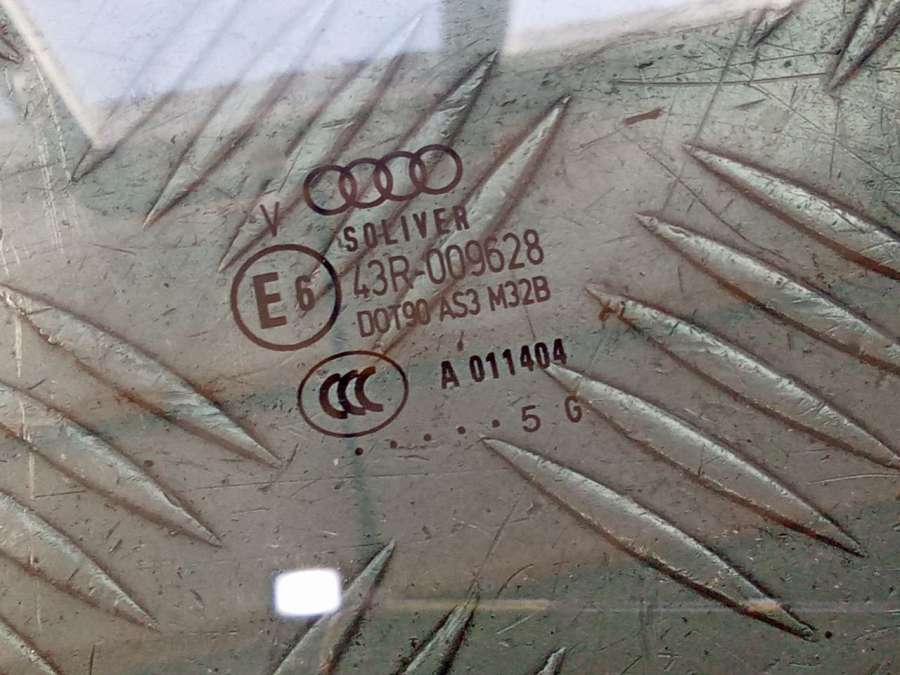 V
SOLIVER
E6
43R-009628
DOT90 AS3 M32B
CCC
A 011404
.....5 G